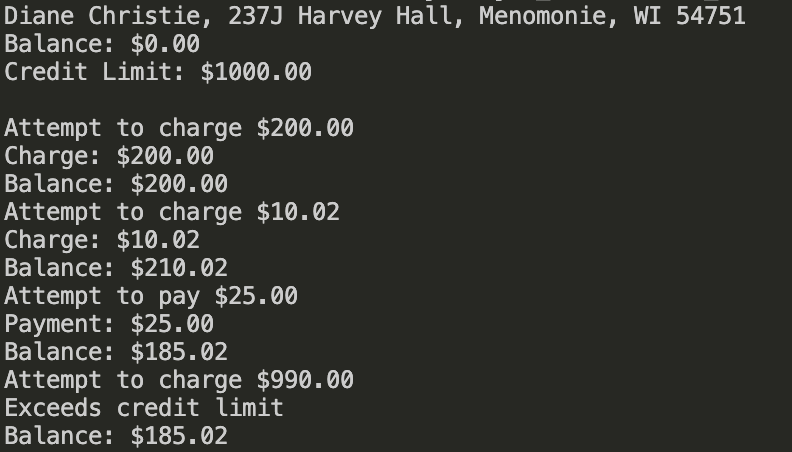 Diane Christie, 237J Harvey Hall, Menomonie, WI 54751
Balance: $0.00
Credit Limit: $1000.00

Attempt to charge $200.00
Charge: $200.00
Balance: $200.00
Attempt to charge $10.02
Charge: $10.02
Balance: $210.02
Attempt to pay $25.00
Payment: $25.00
Balance: $185.02
Attempt to charge $990.00
Exceeds credit limit
Balance: $185.02